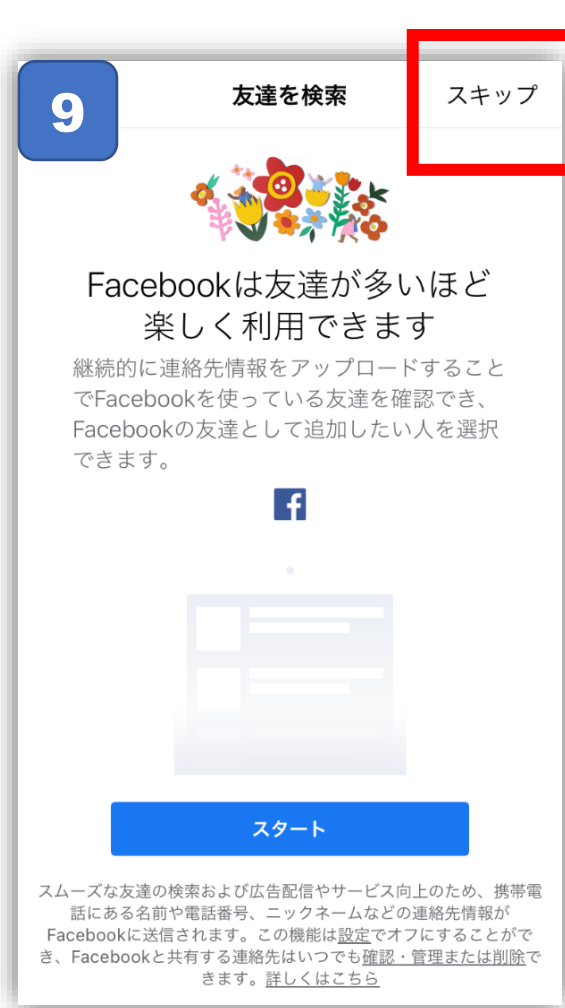 9
友達を検索
スキップ
Facebookは友達が多いほど
楽しく利用できます
継続的に連絡先情報をアップロードすること
でFacebookを使っている友達を確認でき、
Facebookの友達として追加したい人を選択
できます。
f
スタート
スムーズな友達の検索および広告配信やサービス向上のため、携帯電
話にある名前や電話番号、ニックネームなどの連絡先情報が
Facebookに送信されます。この機能は設定でオフにすることがで
き、Facebookと共有する連絡先はいつでも確認・管理または削除で
きます。詳しくはこちら